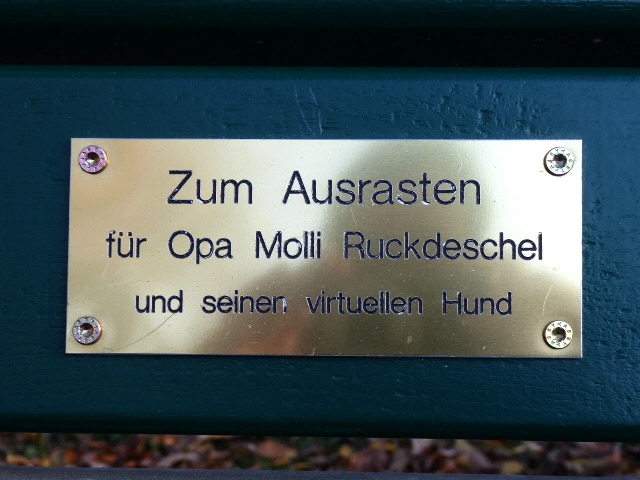 Zum Ausrasten
für Opa Molli Ruckdeschel
und seinen virtuellen Hund